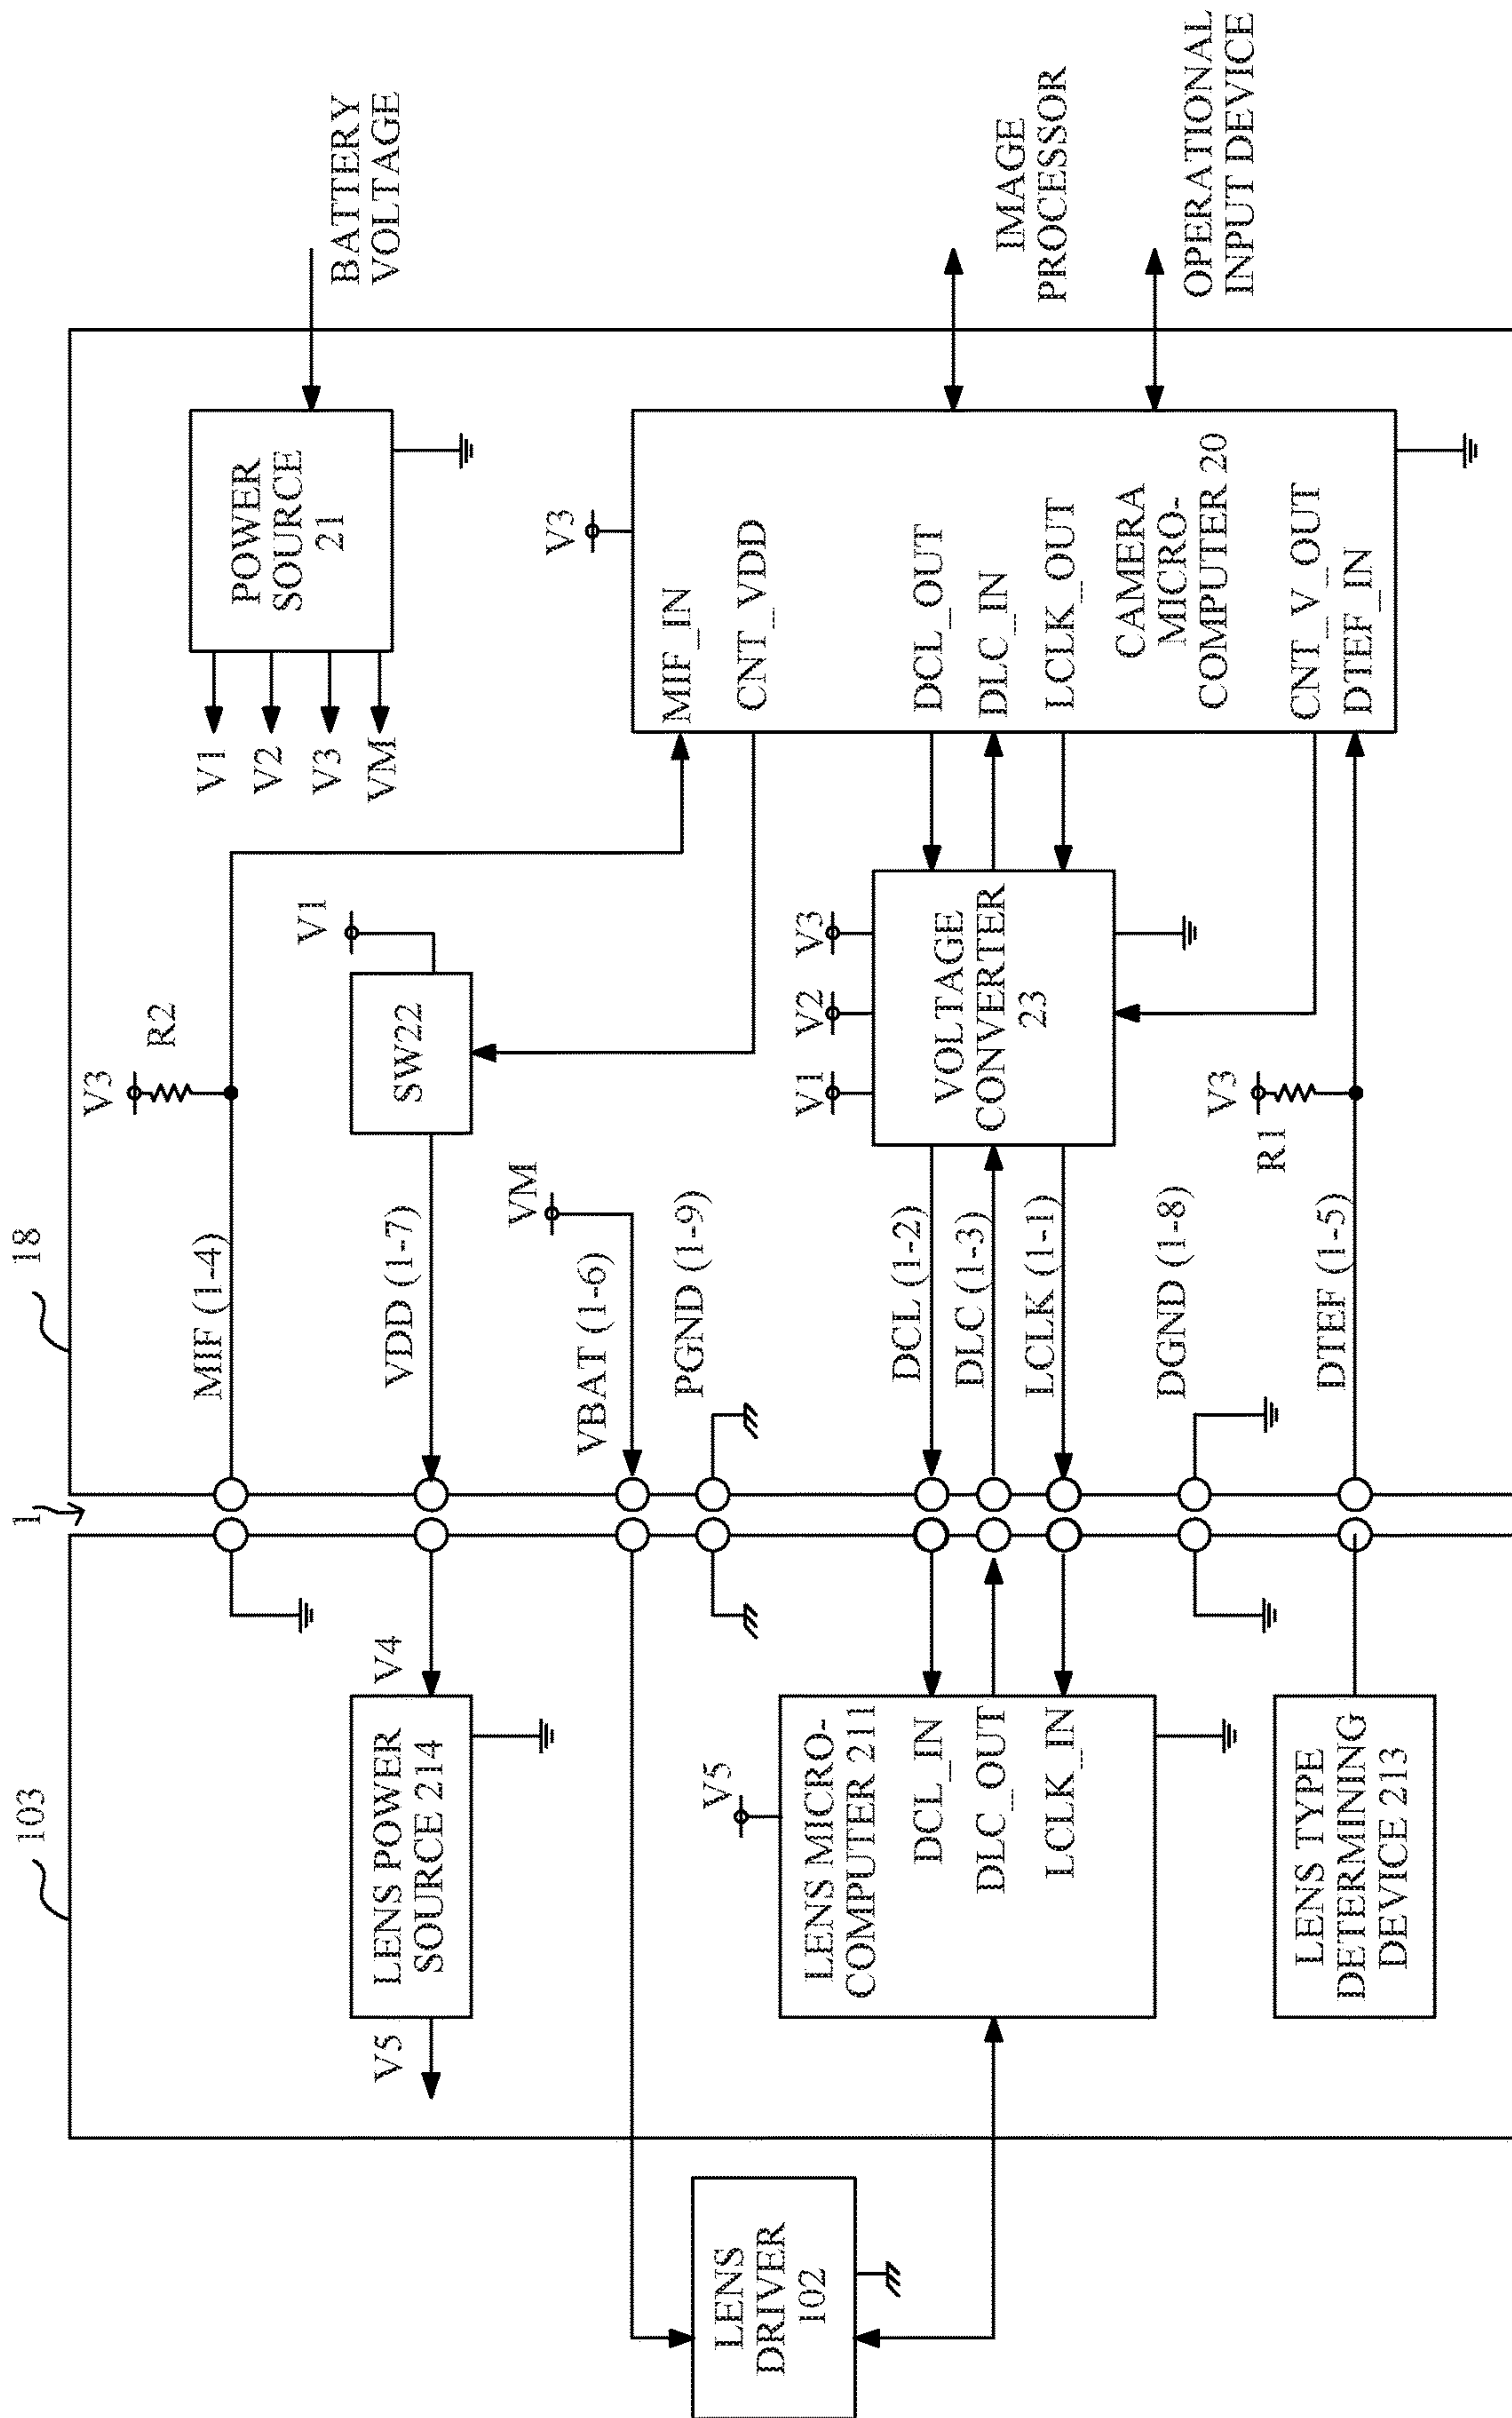 103
1
18
V5
LENS POWER
SOURCE 214
V4
MIF (1-4)
V3
R2
VDD (1-7)
SW22
V1
V1
V2
V3
VM
POWER
SOURCE
21
BATTERY
VOLTAGE
VBAT (1-6)
VM
PGND (1-9)
LENS
DRIVER
102
V5
LENS MICRO-
COMPUTER 211
DCL_IN
DLC_OUT
LCLK_IN
DCL (1-2)
DLC (1-3)
LCLK (1-1)
V1
V2
V3
VOLTAGE
CONVERTER
23
V3
MIF_IN
CNT_VDD
DCL_OUT
DLC_IN
LCLK_OUT
CAMERA
MICRO-
COMPUTER 20
CNT_V_OUT
DTEF_IN
IMAGE
PROCESSOR
OPERATIONAL
INPUT DEVICE
DGND (1-8)
LENS TYPE
DETERMINING
DEVICE 213
DTEF (1-5)
R1
V3